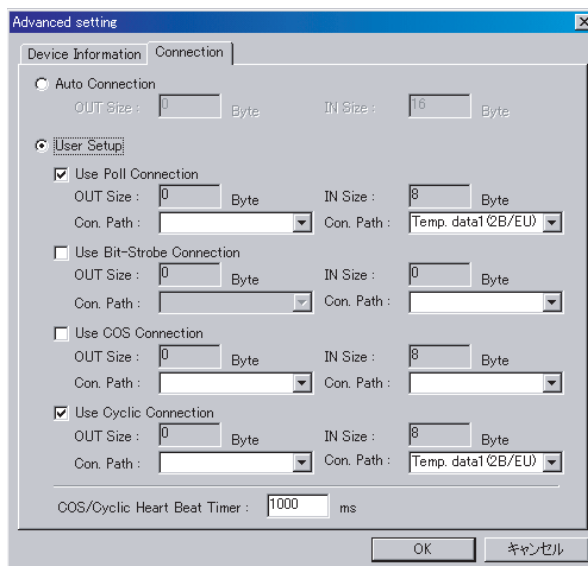 Advanced setting
Device Information Connection
Auto Connection
OUT Size : 0 Byte IN Size : 16 Byte
User Setup
Use Poll Connection
OUT Size : 0 Byte IN Size : 8 Byte
Con. Path : Con. Path : Temp. data1(2B/EU)
Use Bit-Strobe Connection
OUT Size : 0 Byte IN Size : 0 Byte
Con. Path : Con. Path :
Use COS Connection
OUT Size : 0 Byte IN Size : 8 Byte
Con. Path : Con. Path :
Use Cyclic Connection
OUT Size : 0 Byte IN Size : 8 Byte
Con. Path : Con. Path : Temp. data1(2B/EU)
COS/Cyclic Heart Beat Timer : 1000 ms
OK キャンセル